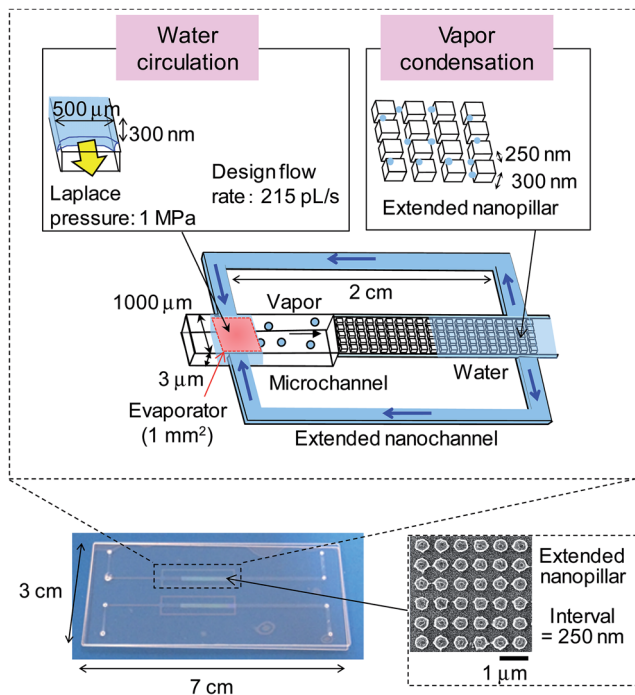 Water
circulation
Vapor
condensation
500 μm
300 nm
Laplace
pressure: 1 MPa
Design flow
rate: 215 pL/s
250 nm
300 nm
Extended nanopillar
2 cm
1000 μm
Vapor
3 μm
Microchannel
Water
Evaporator
(1 mm²)
Extended nanochannel
3 cm
7 cm
Extended
nanopillar
Interval
= 250 nm
1 μm